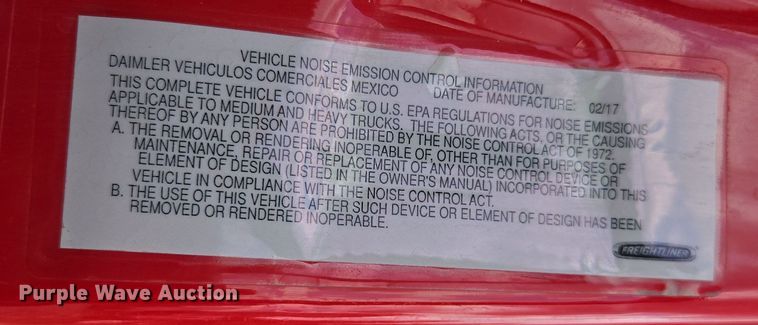 VEHICLE NOISE EMISSION CONTROL INFORMATION
DAIMLER VEHICULOS COMERCIALES MEXICO DATE OF MANUFACTURE: 02/17
THIS COMPLETE VEHICLE CONFORMS TO U.S. EPA REGULATIONS FOR NOISE EMISSIONS
APPLICABLE TO MEDIUM AND HEAVY TRUCKS. THE FOLLOWING ACTS, OR THE CAUSING
THEREOF BY ANY PERSON ARE PROHIBITED BY THE NOISE CONTROL ACT OF 1972.
A. THE REMOVAL OR RENDERING INOPERABLE OF, OTHER THAN FOR PURPOSES OF
MAINTENANCE, REPAIR OR REPLACEMENT OF ANY NOISE CONTROL DEVICE OR
ELEMENT OF DESIGN (LISTED IN THE OWNER'S MANUAL) INCORPORATED INTO THIS
VEHICLE IN COMPLIANCE WITH THE NOISE CONTROL ACT.
B. THE USE OF THIS VEHICLE AFTER SUCH DEVICE OR ELEMENT OF DESIGN HAS BEEN
REMOVED OR RENDERED INOPERABLE.
FREIGHTLINER
Purple Wave Auction